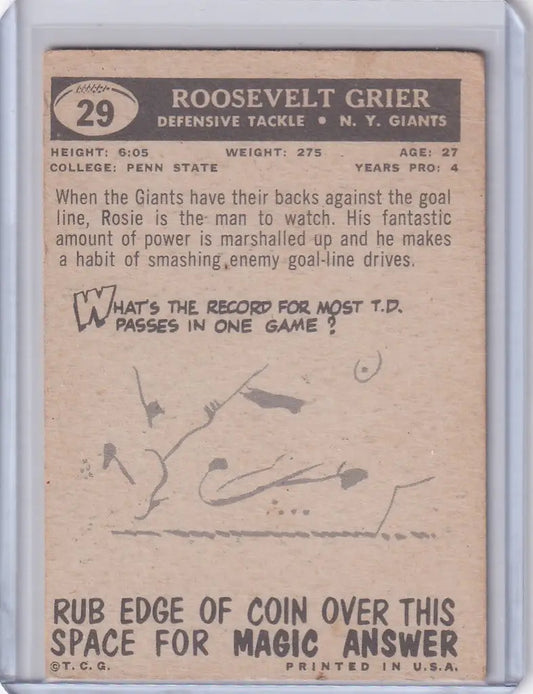 29
ROOSEVELT GRIER
DEFENSIVE TACKLE • N. Y. GIANTS
HEIGHT: 6:05 WEIGHT: 275 AGE: 27
COLLEGE: PENN STATE YEARS PRO: 4
When the Giants have their backs against the goal
line, Rosie is the man to watch. His fantastic
amount of power is marshalled up and he makes
a habit of smashing enemy goal-line drives.
WHAT'S THE RECORD FOR MOST T.D.
PASSES IN ONE GAME?
RUB EDGE OF COIN OVER THIS
SPACE FOR MAGIC ANSWER
©T. C. G. PRINTED IN U.S.A.